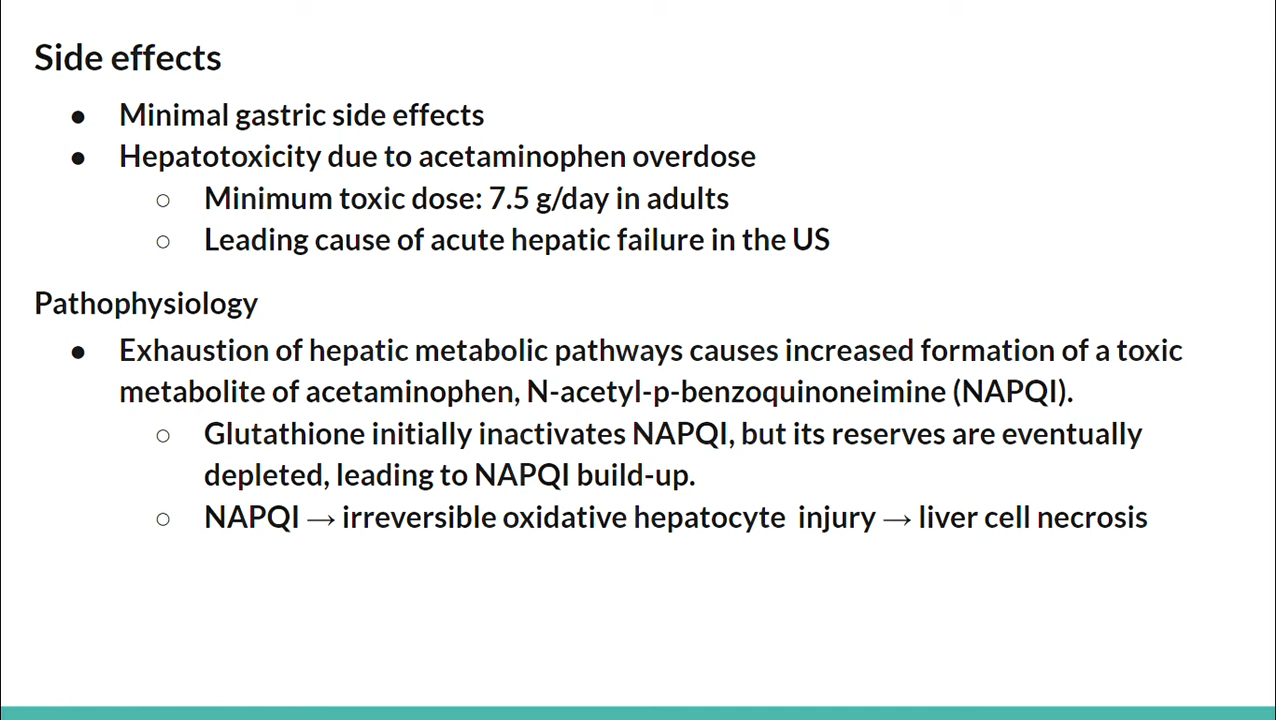 Side effects
● Minimal gastric side effects
● Hepatotoxicity due to acetaminophen overdose
○ Minimum toxic dose: 7.5 g/day in adults
○ Leading cause of acute hepatic failure in the US
Pathophysiology
● Exhaustion of hepatic metabolic pathways causes increased formation of a toxic
metabolite of acetaminophen, N-acetyl-p-benzoquinoneimine (NAPQI).
○ Glutathione initially inactivates NAPQI, but its reserves are eventually
depleted, leading to NAPQI build-up.
○ NAPQI → irreversible oxidative hepatocyte injury → liver cell necrosis